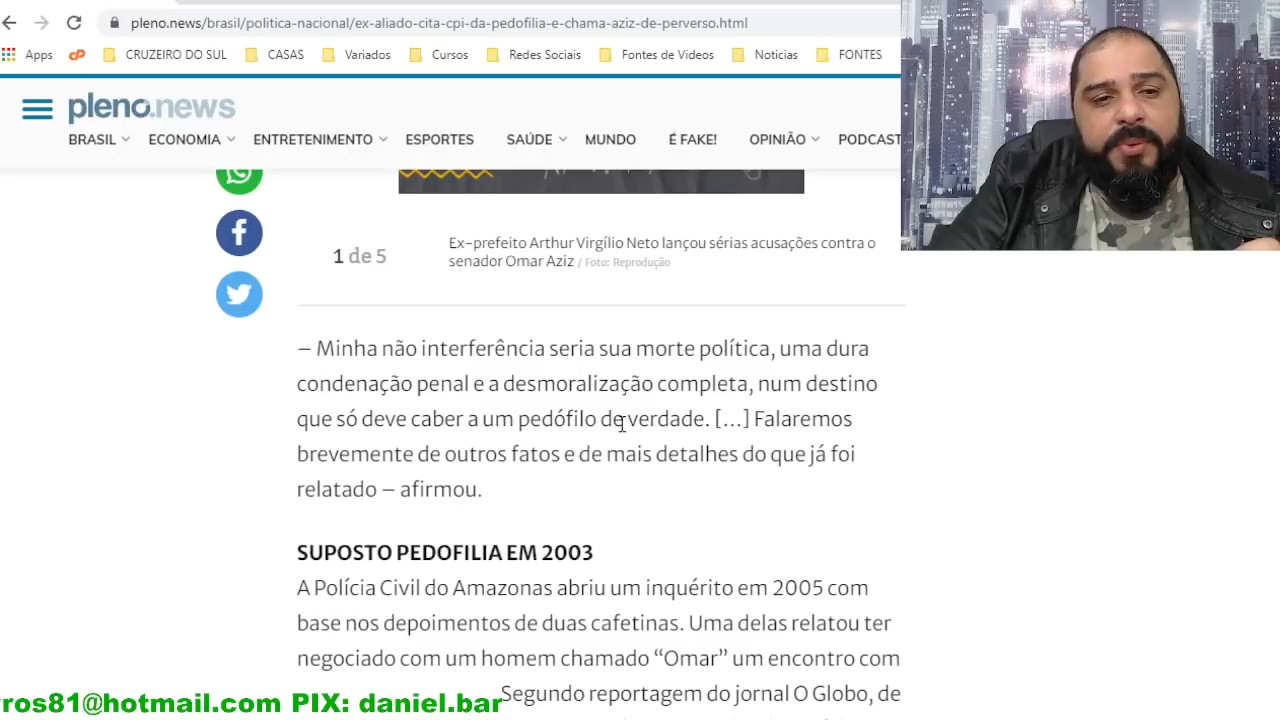 pleno.news/brasil/politica-nacional/ex-aliado-cita-cpi-da-pedofilia-e-chama-aziz-de-perverso.html
Apps CRUZEIRO DO SUL CASAS Variados Cursos Redes Sociais Fontes de Videos Noticias FONTES
pleno.news
BRASIL ECONOMIA ENTRETENIMENTO ESPORTES SAÚDE MUNDO É FAKE! OPINIÃO PODCAST
1 de 5
Ex-prefeito Arthur Virgílio Neto lançou sérias acusações contra o
senador Omar Aziz / Foto: Reprodução
– Minha não interferência seria sua morte política, uma dura
condenação penal e a desmoralização completa, num destino
que só deve caber a um pedófilo de verdade. [...] Falaremos
brevemente de outros fatos e de mais detalhes do que já foi
relatado – afirmou.
SUPOSTO PEDOFILIA EM 2003
A Polícia Civil do Amazonas abriu um inquérito em 2005 com
base nos depoimentos de duas cafetinas. Uma delas relatou ter
negociado com um homem chamado “Omar” um encontro com
Segundo reportagem do jornal O Globo, de
ros81@hotmail.com PIX: daniel.bar